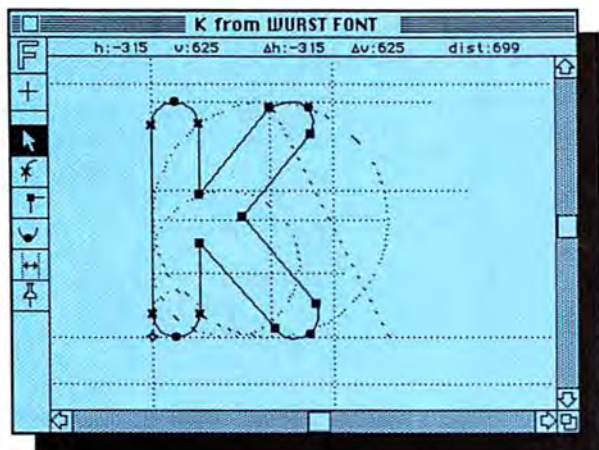 K from WURST FONT
h:-315 v:625 Δh:-315 Δv:625 dist:699
F
K